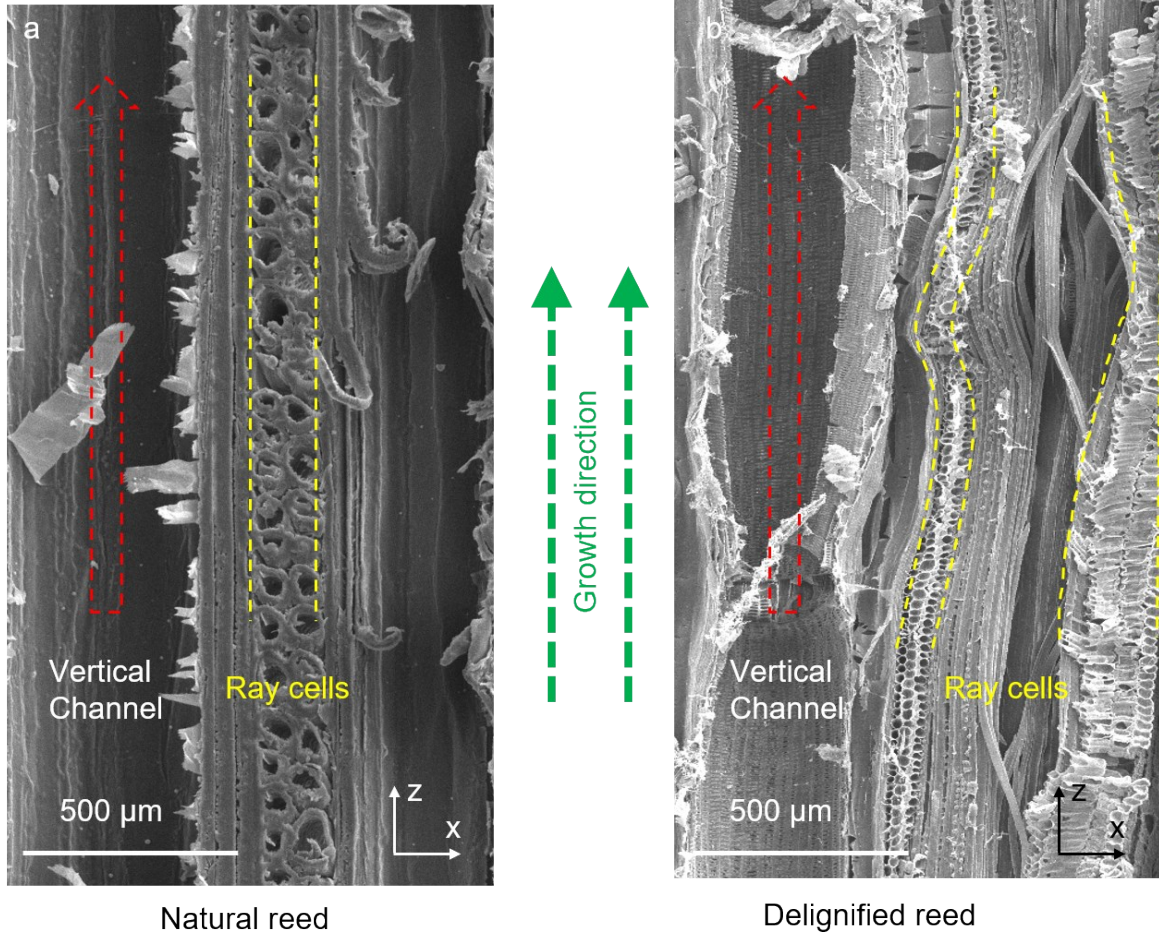 a
b
Vertical
Channel
Ray cells
500 µm
z
x
Growth direction
Vertical
Channel
Ray cells
500 µm
z
x
Natural reed
Delignified reed